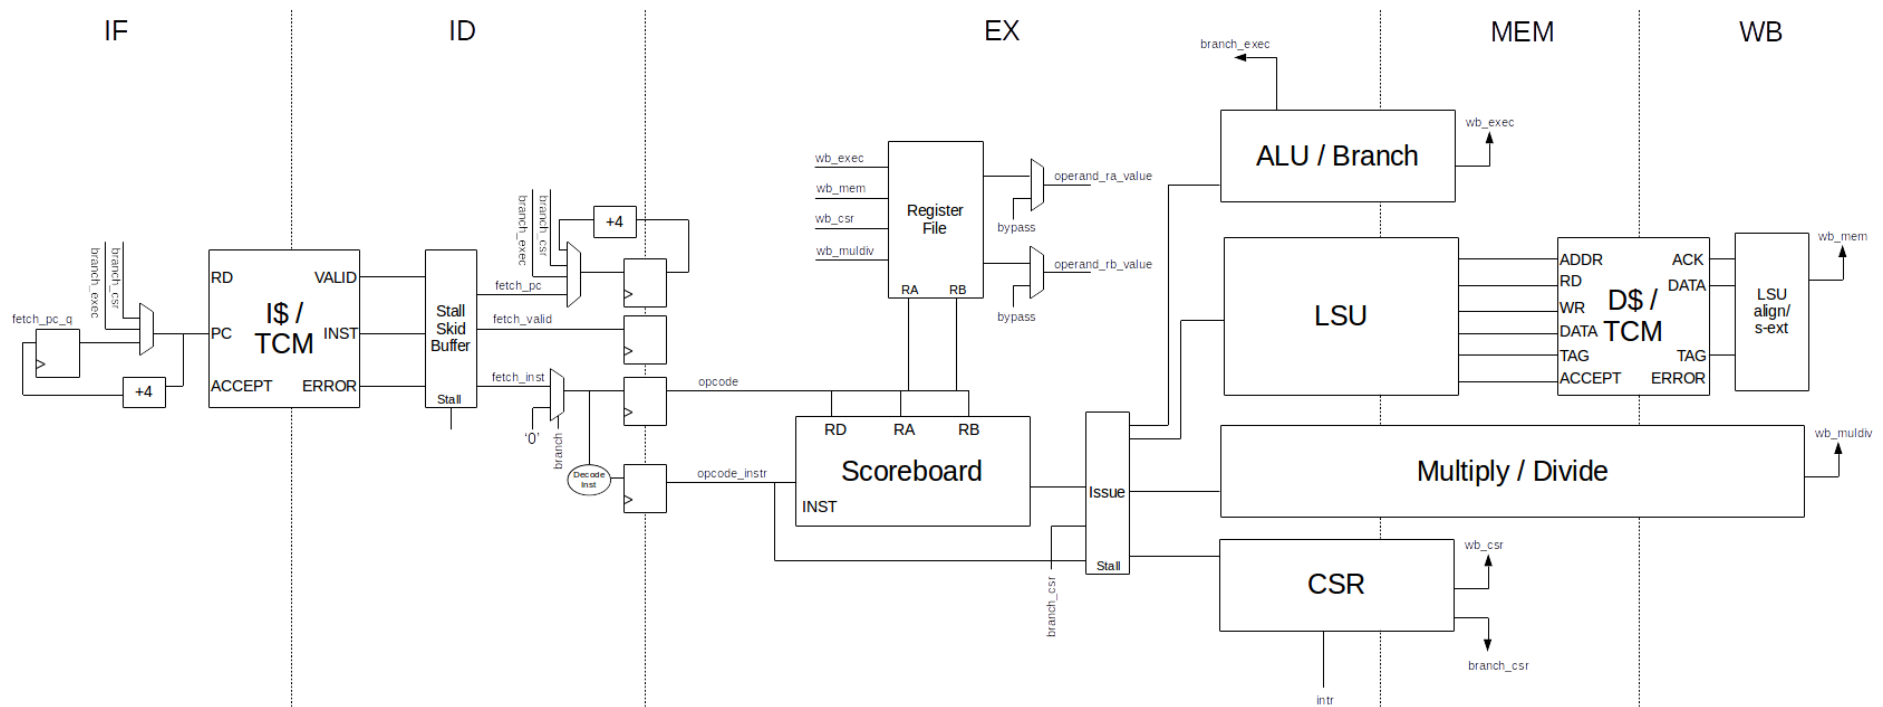 IF
ID
EX
MEM
WB
branch_exec
branch_csr
fetch_pc_q
+4
RD
PC
ACCEPT
I$ /
TCM
VALID
INST
ERROR
Stall
Skid
Buffer
Stall
branch_exec
branch_csr
+4
fetch_pc
fetch_valid
fetch_inst
'0'
branch
Decode
Inst
opcode
opcode_instr
wb_exec
wb_mem
wb_csr
wb_muldiv
Register
File
RA
RB
operand_ra_value
bypass
operand_rb_value
bypass
RD
RA
RB
Scoreboard
INST
Issue
Stall
branch_csr
branch_exec
ALU / Branch
wb_exec
LSU
ADDR
RD
WR
DATA
TAG
ACCEPT
D$ /
TCM
ACK
DATA
TAG
ERROR
LSU
align/
s-ext
wb_mem
Multiply / Divide
wb_muldiv
CSR
wb_csr
branch_csr
intr